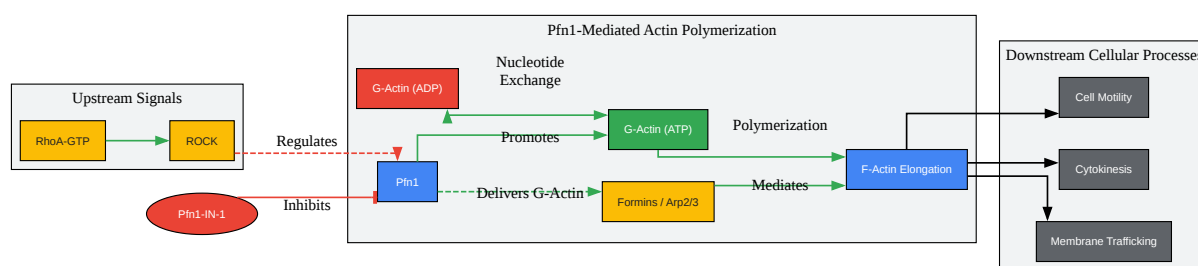 Pfn1-Mediated Actin Polymerization
Downstream Cellular Processes
Upstream Signals
Nucleotide
Exchange
G-Actin (ADP)
Cell Motility
RhoA-GTP
ROCK
Regulates
Promotes
G-Actin (ATP)
Polymerization
Pfn1
F-Actin Elongation
Cytokinesis
Delivers G-Actin
Formins / Arp2/3
Mediates
Pfn1-IN-1
Inhibits
Membrane Trafficking